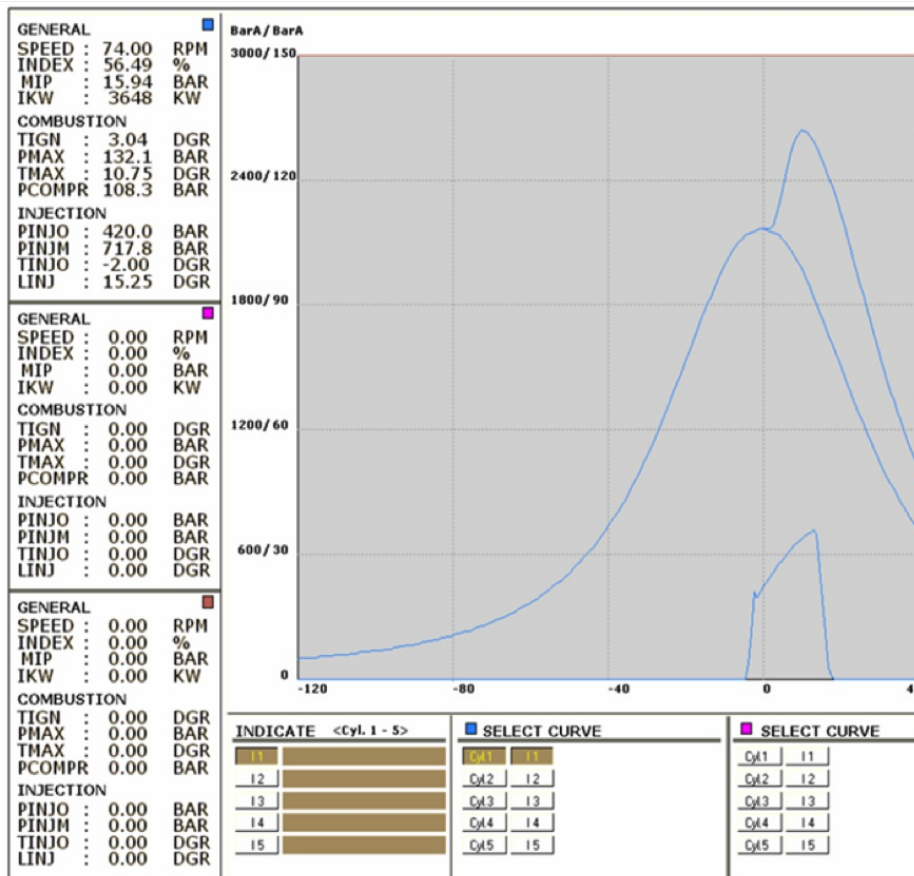 GENERAL
SPEED : 74.00 RPM
INDEX : 56.49 %
MIP : 15.94 BAR
IKW : 3648 KW
COMBUSTION
TIGN : 3.04 DGR
PMAX : 132.1 BAR
TMAX : 10.75 DGR
PCOMPR 108.3 BAR
INJECTION
PINJO : 420.0 BAR
PINJM : 717.8 BAR
TINJO : -2.00 DGR
LINJ : 15.25 DGR
GENERAL
SPEED : 0.00 RPM
INDEX : 0.00 %
MIP : 0.00 BAR
IKW : 0.00 KW
COMBUSTION
TIGN : 0.00 DGR
PMAX : 0.00 BAR
TMAX : 0.00 DGR
PCOMPR 0.00 BAR
INJECTION
PINJO : 0.00 BAR
PINJM : 0.00 BAR
TINJO : 0.00 DGR
LINJ : 0.00 DGR
GENERAL
SPEED : 0.00 RPM
INDEX : 0.00 %
MIP : 0.00 BAR
IKW : 0.00 KW
COMBUSTION
TIGN : 0.00 DGR
PMAX : 0.00 BAR
TMAX : 0.00 DGR
PCOMPR 0.00 BAR
INJECTION
PINJO : 0.00 BAR
PINJM : 0.00 BAR
TINJO : 0.00 DGR
LINJ : 0.00 DGR
BarA/BarA
3000/150
2400/120
1800/90
1200/60
600/30
0
-120 -80 -40 0 4
INDICATE <Cyl. 1 - 5>
I1
I2
I3
I4
I5
SELECT CURVE
Cyl1 I1
Cyl2 I2
Cyl3 I3
Cyl4 I4
Cyl5 I5
SELECT CURVE
Cyl1 I1
Cyl2 I2
Cyl3 I3
Cyl4 I4
Cyl5 I5